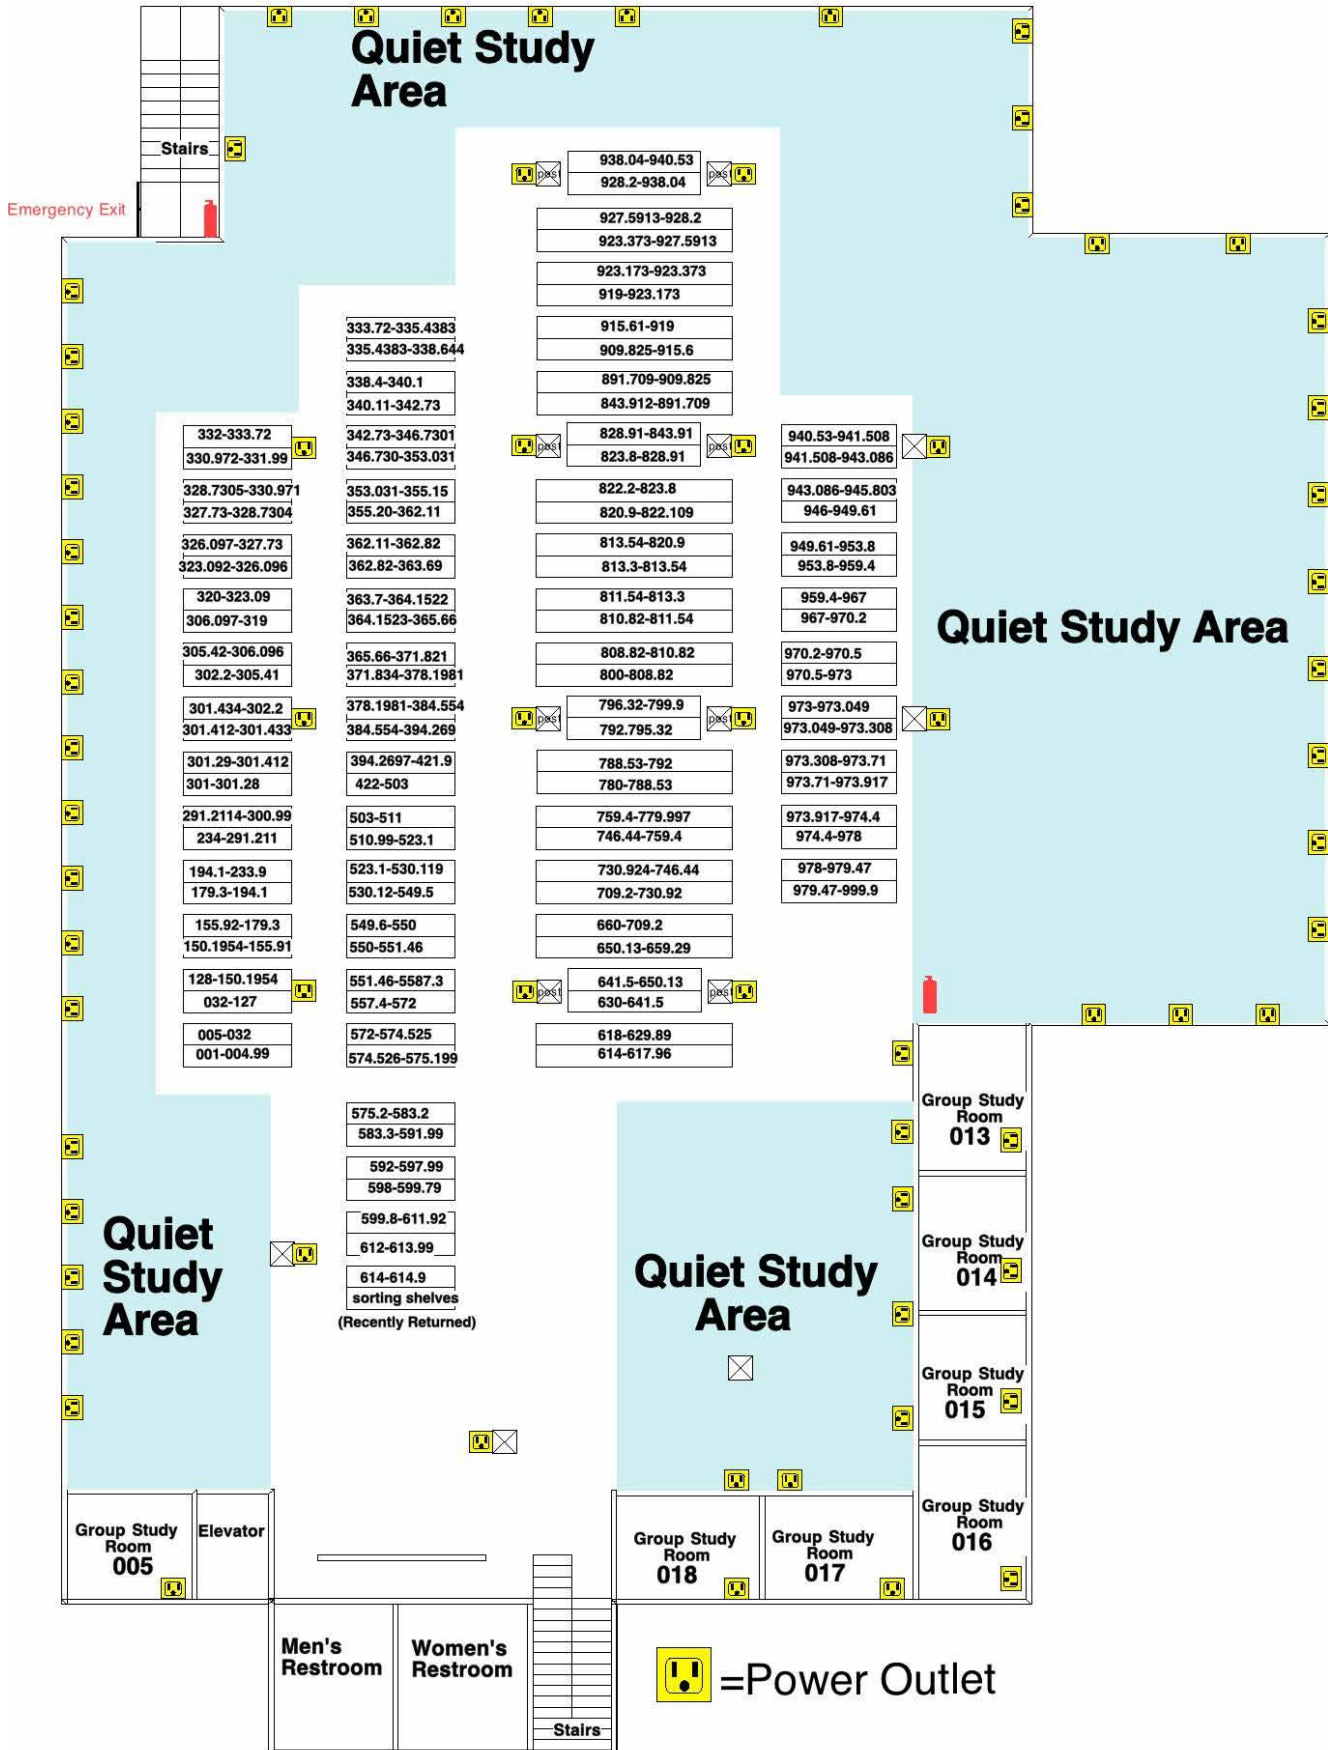 Quiet Study
Area
Stairs
Emergency Exit
post
938.04-940.53
post
928.2-938.04
927.5913-928.2
923.373-927.5913
923.173-923.373
919-923.173
915.61-919
909.825-915.6
891.709-909.825
843.912-891.709
post
828.91-843.91
post
823.8-828.91
822.2-823.8
820.9-822.109
813.54-820.9
813.3-813.54
811.54-813.3
810.82-811.54
808.82-810.82
800-808.82
post
796.32-799.9
post
792.795.32
788.53-792
780-788.53
759.4-779.997
746.44-759.4
730.924-746.44
709.2-730.92
660-709.2
650.13-659.29
post
641.5-650.13
post
630-641.5
618-629.89
614-617.96
333.72-335.4383
335.4383-338.644
338.4-340.1
340.11-342.73
342.73-346.7301
346.730-353.031
353.031-355.15
355.20-362.11
362.11-362.82
362.82-363.69
363.7-364.1522
364.1523-365.66
365.66-371.821
371.834-378.1981
378.1981-384.554
384.554-394.269
394.2697-421.9
422-503
503-511
510.99-523.1
523.1-530.119
530.12-549.5
549.6-550
550-551.46
551.46-5587.3
557.4-572
572-574.525
574.526-575.199
575.2-583.2
583.3-591.99
592-597.99
598-599.79
599.8-611.92
612-613.99
614-614.9
sorting shelves
(Recently Returned)
332-333.72
330.972-331.99
328.7305-330.971
327.73-328.7304
326.097-327.73
323.092-326.096
320-323.09
306.097-319
305.42-306.096
302.2-305.41
301.434-302.2
301.412-301.433
301.29-301.412
301-301.28
291.2114-300.99
234-291.211
194.1-233.9
179.3-194.1
155.92-179.3
150.1954-155.91
128-150.1954
032-127
005-032
001-004.99
940.53-941.508
941.508-943.086
943.086-945.803
946-949.61
949.61-953.8
953.8-959.4
959.4-967
967-970.2
970.2-970.5
970.5-973
973-973.049
973.049-973.308
973.308-973.71
973.71-973.917
973.917-974.4
974.4-978
978-979.47
979.47-999.9
Quiet Study Area
Quiet
Study
Area
Quiet Study
Area
Group Study
Room
013
Group Study
Room
014
Group Study
Room
015
Group Study
Room
016
Group Study
Room
017
Group Study
Room
018
Group Study
Room
005
Elevator
Men's
Restroom
Women's
Restroom
Stairs
=Power Outlet